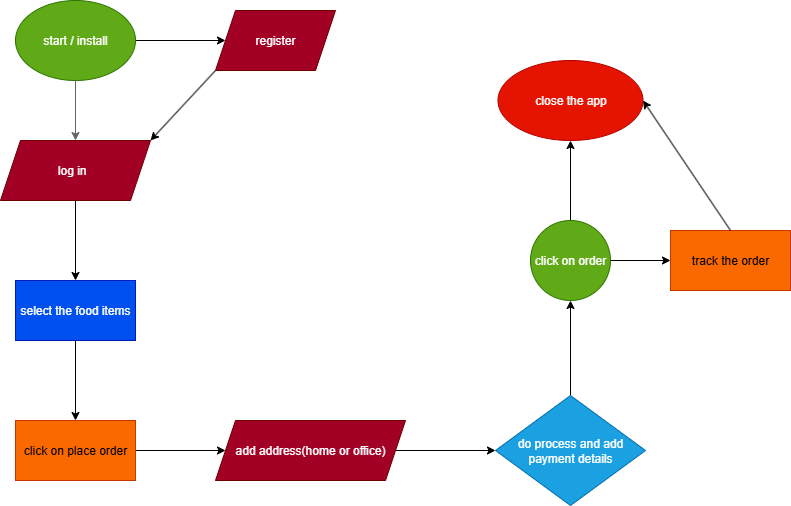 start / install
register
log in
select the food items
click on place order
add address(home or office)
do process and add
payment details
click on order
track the order
close the app